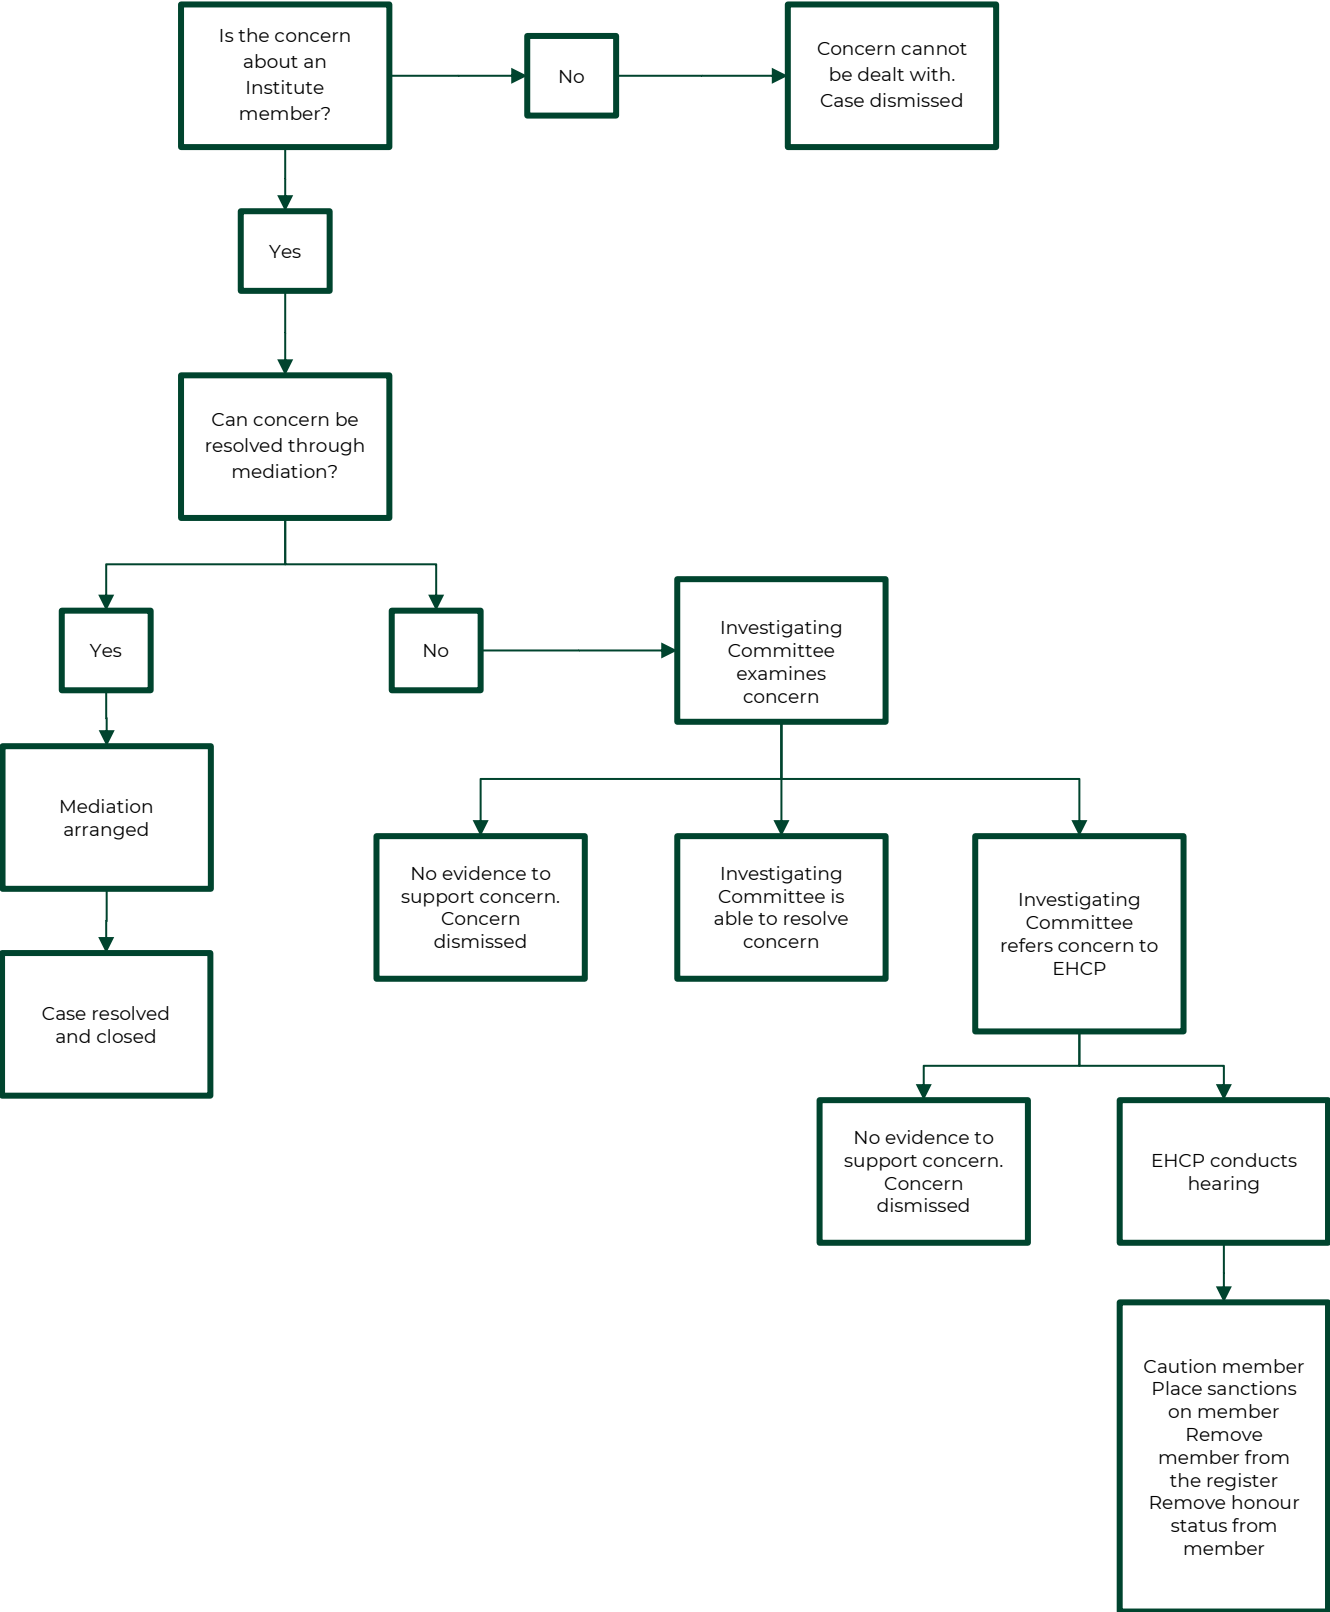 Is the concern
about an
Institute
member?
No
Concern cannot
be dealt with.
Case dismissed
Yes
Can concern be
resolved through
mediation?
Yes
No
Investigating
Committee
examines
concern
Mediation
arranged
No evidence to
support concern.
Concern
dismissed
Investigating
Committee is
able to resolve
concern
Investigating
Committee
refers concern to
EHCP
Case resolved
and closed
No evidence to
support concern.
Concern
dismissed
EHCP conducts
hearing
Caution member
Place sanctions
on member
Remove
member from
the register
Remove honour
status from
member